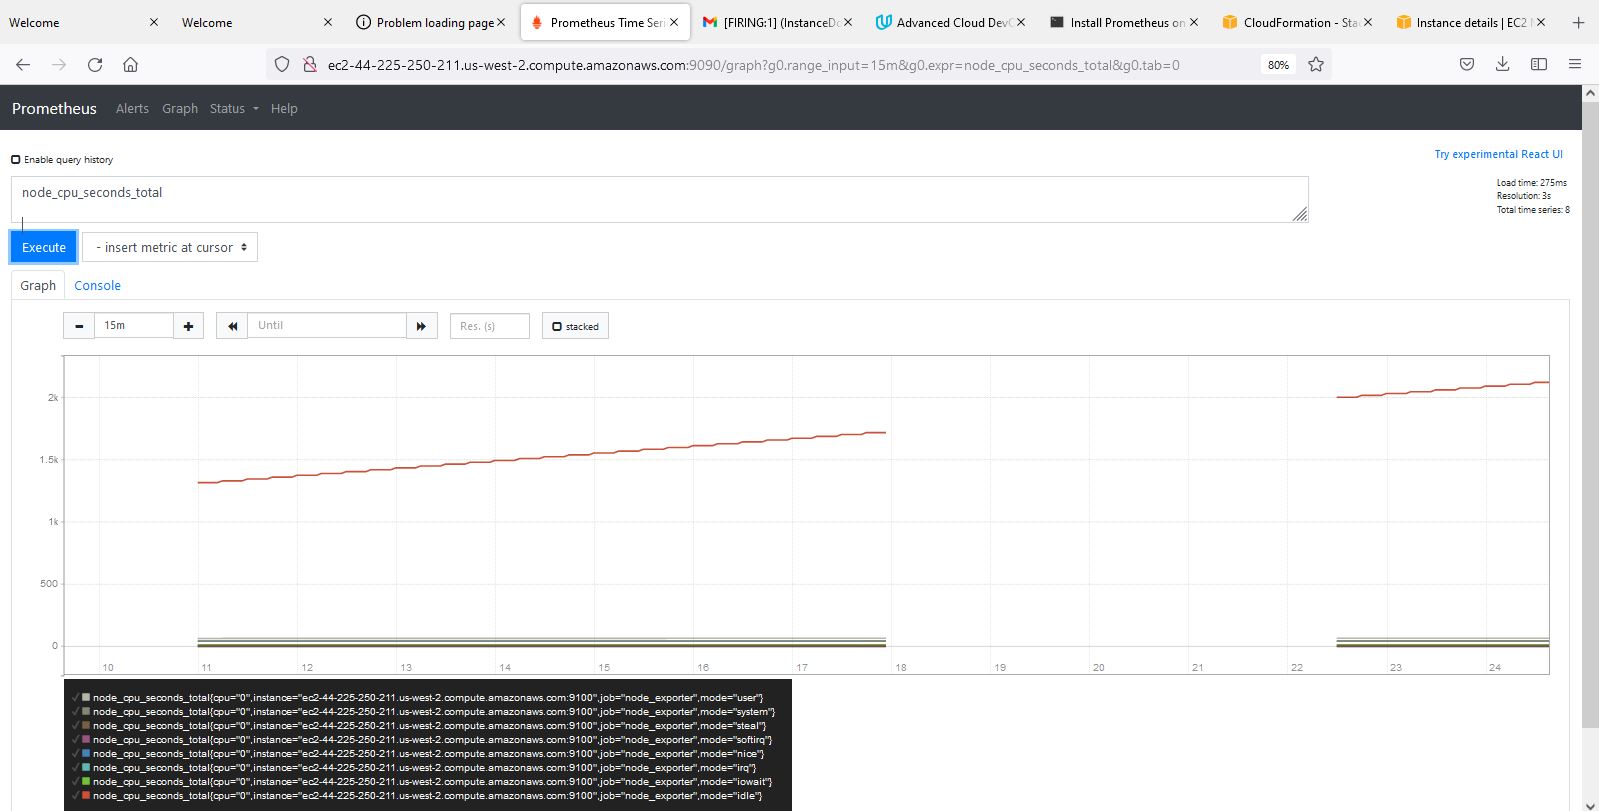 Welcome Welcome Problem loading page Prometheus Time Seri [FIRING:1] (InstanceDo Advanced Cloud DevO Install Prometheus on CloudFormation - Stac Instance details | EC2 M
ec2-44-225-250-211.us-west-2.compute.amazonaws.com:9090/graph?g0.range_input=15m&g0.expr=node_cpu_seconds_total&g0.tab=0 80%
Prometheus Alerts Graph Status Help
Enable query history
Try experimental React UI
node_cpu_seconds_total
Load time: 275ms
Resolution: 3s
Total time series: 8
Execute - insert metric at cursor
Graph Console
15m Until Res. (s) stacked
2k
1.5k
1k
500
0
10 11 12 13 14 15 16 17 18 19 20 21 22 23 24
node_cpu_seconds_total{cpu="0",instance="ec2-44-225-250-211.us-west-2.compute.amazonaws.com:9100",job="node_exporter",mode="user"}
node_cpu_seconds_total{cpu="0",instance="ec2-44-225-250-211.us-west-2.compute.amazonaws.com:9100",job="node_exporter",mode="system"}
node_cpu_seconds_total{cpu="0",instance="ec2-44-225-250-211.us-west-2.compute.amazonaws.com:9100",job="node_exporter",mode="steal"}
node_cpu_seconds_total{cpu="0",instance="ec2-44-225-250-211.us-west-2.compute.amazonaws.com:9100",job="node_exporter",mode="softirq"}
node_cpu_seconds_total{cpu="0",instance="ec2-44-225-250-211.us-west-2.compute.amazonaws.com:9100",job="node_exporter",mode="nice"}
node_cpu_seconds_total{cpu="0",instance="ec2-44-225-250-211.us-west-2.compute.amazonaws.com:9100",job="node_exporter",mode="irq"}
node_cpu_seconds_total{cpu="0",instance="ec2-44-225-250-211.us-west-2.compute.amazonaws.com:9100",job="node_exporter",mode="iowait"}
node_cpu_seconds_total{cpu="0",instance="ec2-44-225-250-211.us-west-2.compute.amazonaws.com:9100",job="node_exporter",mode="idle"}